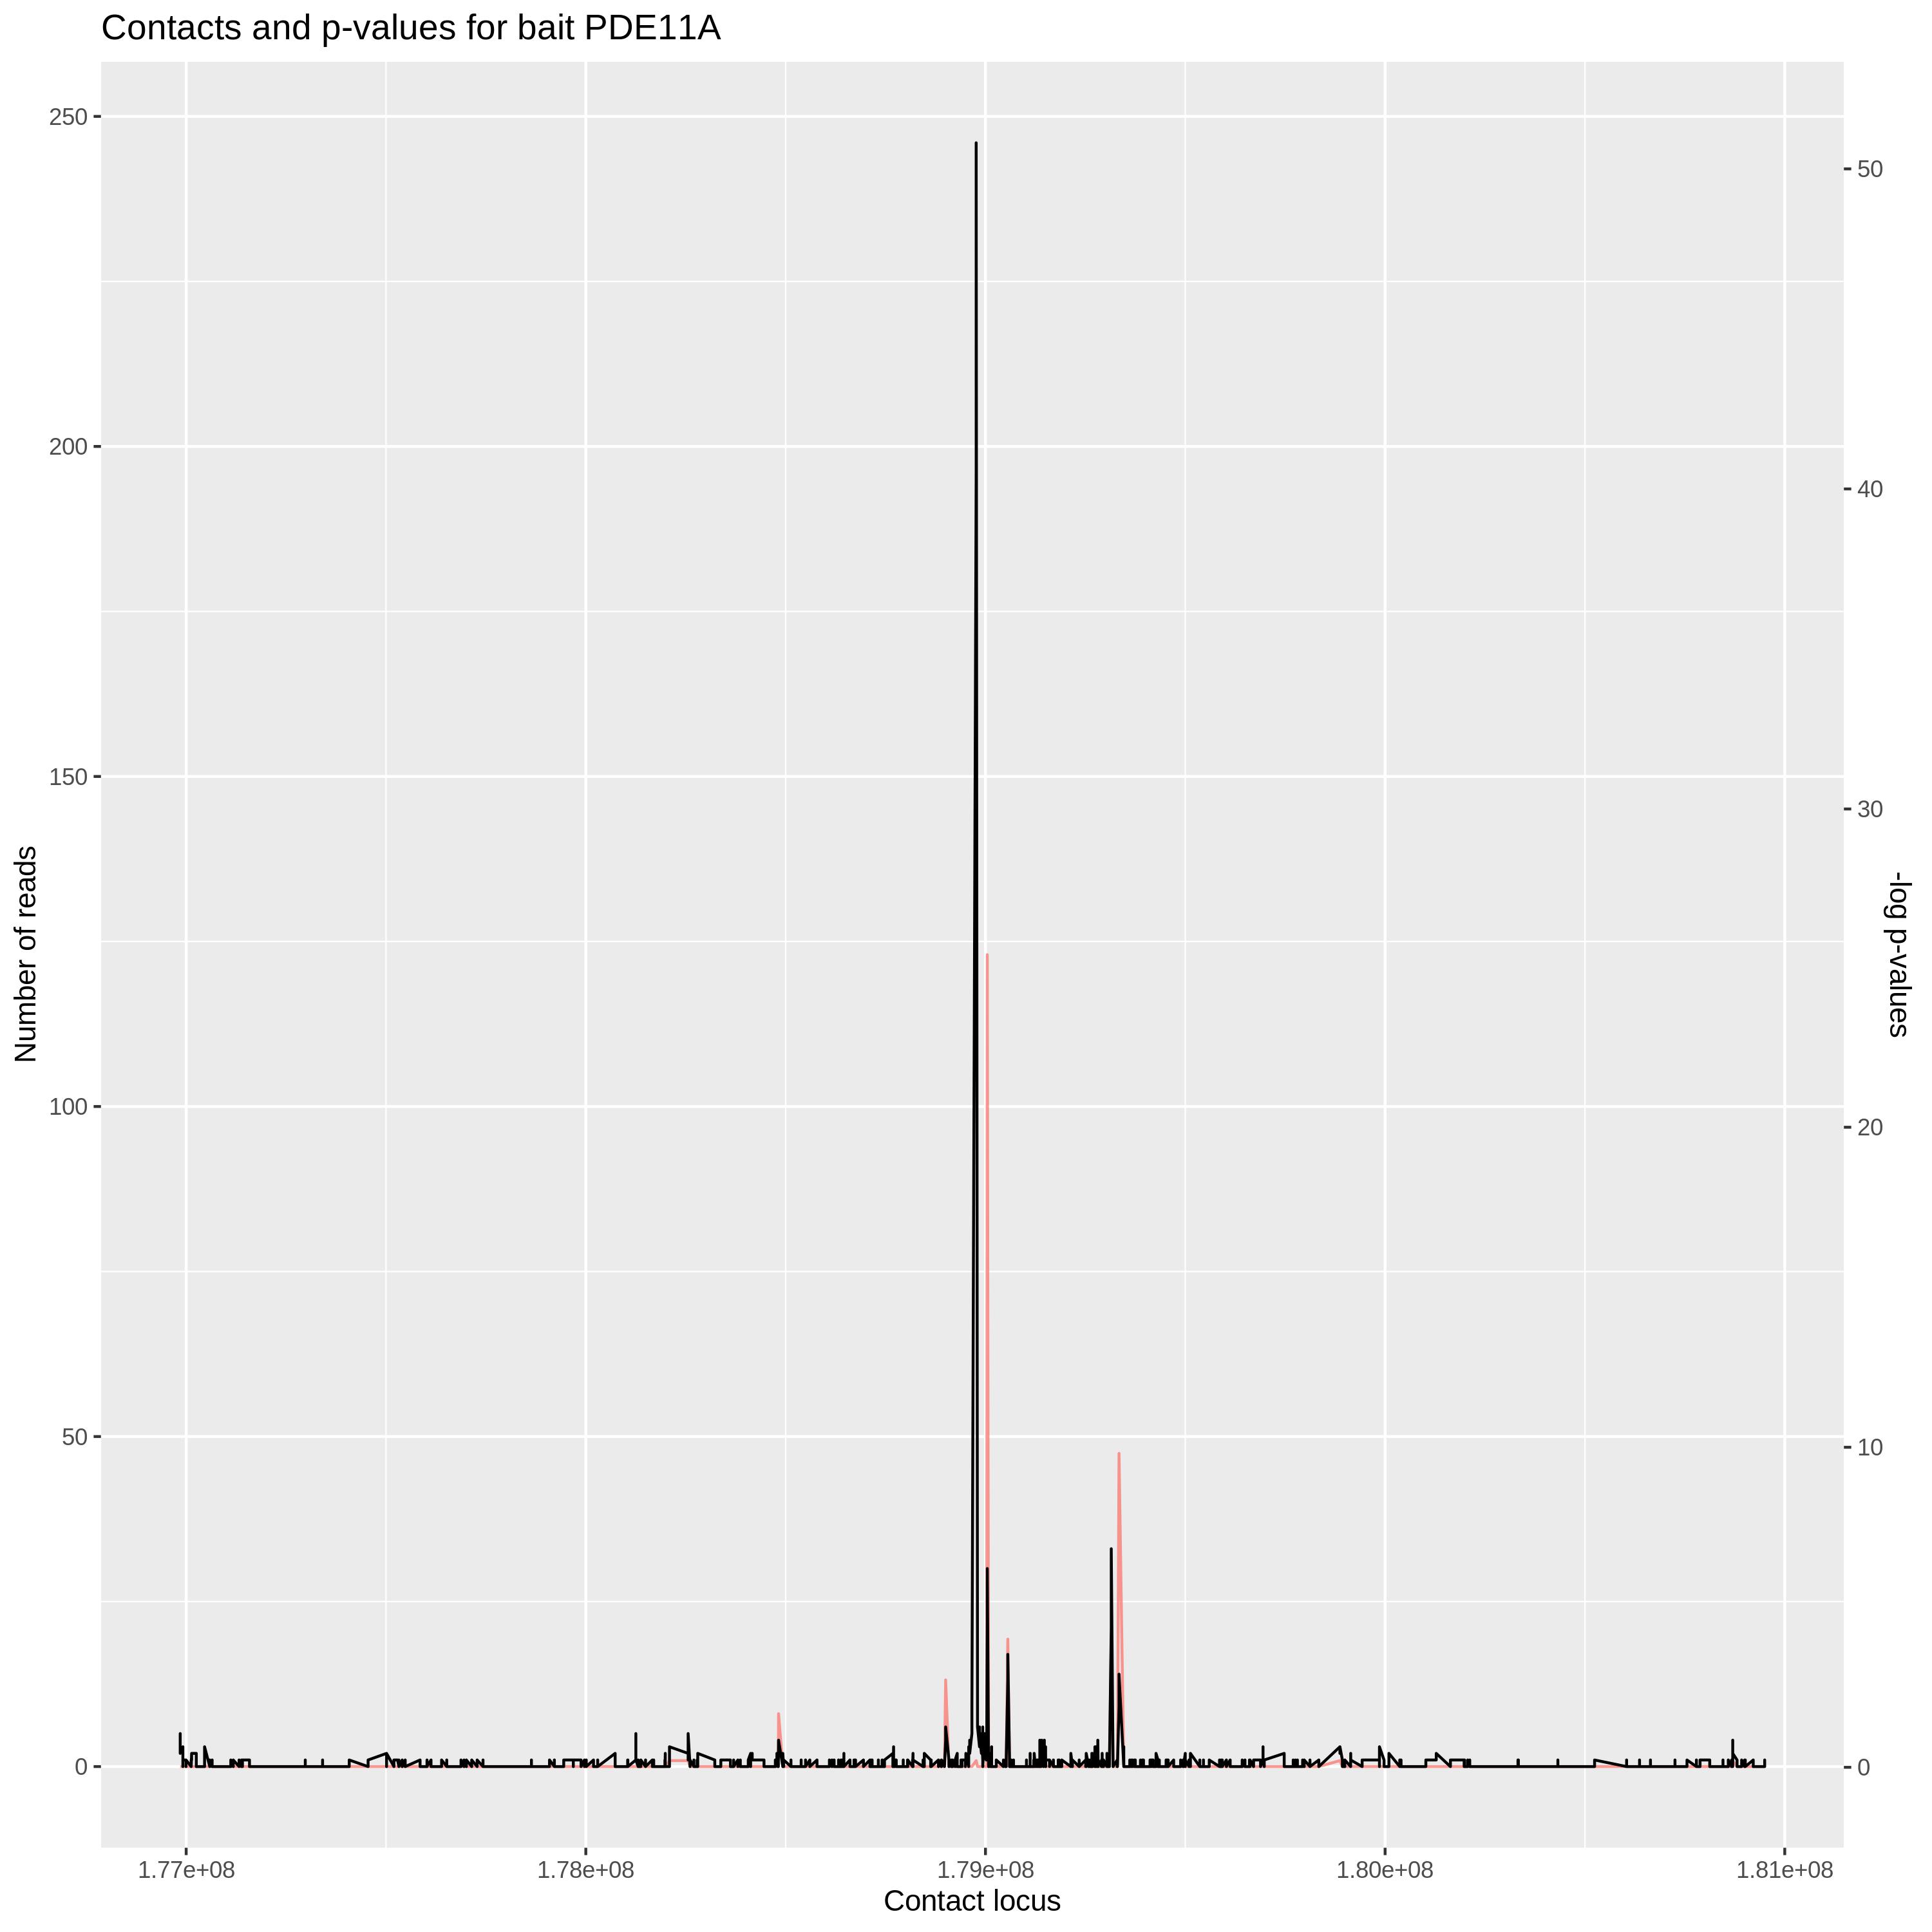 Contacts and p-values for bait PDE11A
250
200
150
100
50
0
Number of reads
50
40
30
20
10
0
-log p-values
1.77e+08
1.78e+08
1.79e+08
1.80e+08
1.81e+08
Contact locus